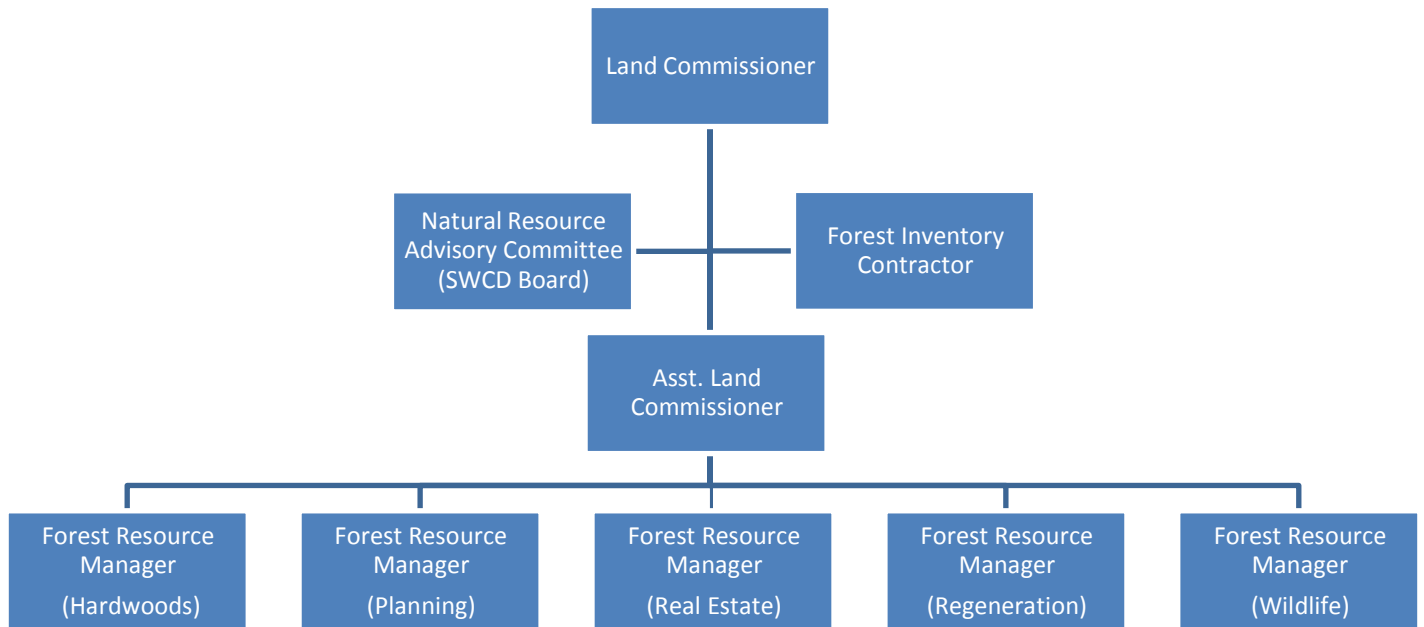 Land Commissioner
Natural Resource
Advisory Committee
(SWCD Board)
Forest Inventory
Contractor
Asst. Land
Commissioner
Forest Resource
Manager
(Hardwoods)
Forest Resource
Manager
(Planning)
Forest Resource
Manager
(Real Estate)
Forest Resource
Manager
(Regeneration)
Forest Resource
Manager
(Wildlife)